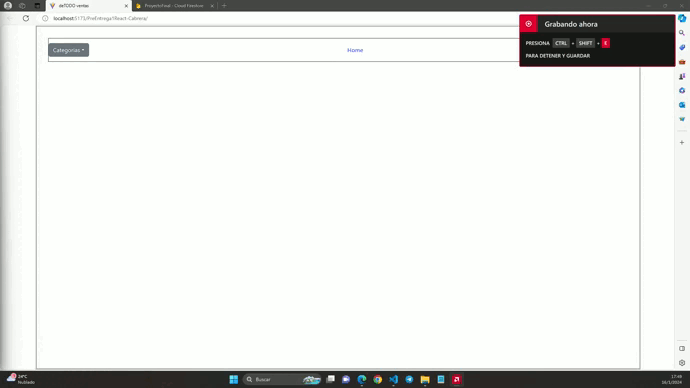 deTODO ventas
ProyectoFinal - Cloud Firestore
localhost:5173/PreEntrega1React-Cabrera/
Grabando ahora
PRESIONA CTRL + SHIFT + E
PARA DETENER Y GUARDAR
Categorias
Home
24°C
Nublado
Buscar
17:49
16/1/2024